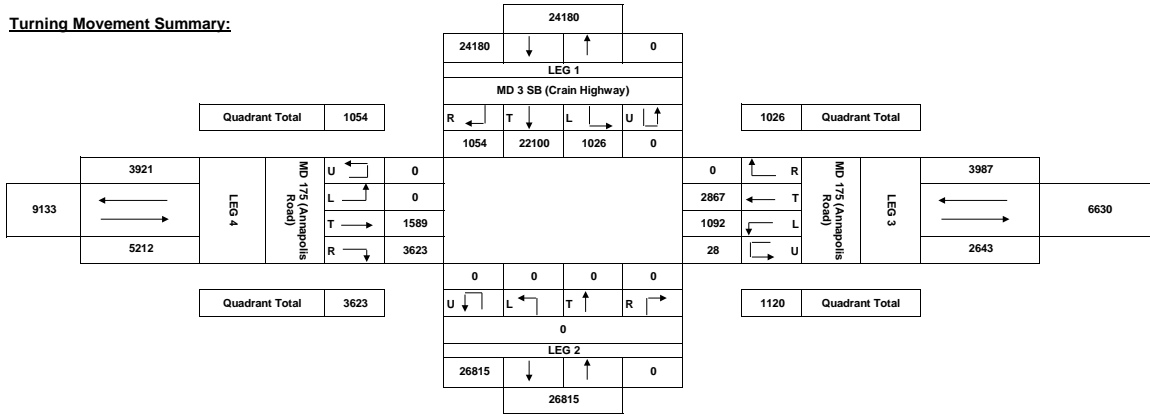 Turning Movement Summary:
24180
24180 0
LEG 1
MD 3 SB (Crain Highway)
Quadrant Total 1054
R T L U
1026 Quadrant Total
1054 22100 1026 0
3921
9133
5212
LEG 4
MD 175 (Annapolis
Road)
U 0
L 0
T 1589
R 3623
0 R
2867 T
1092 L
28 U
MD 175 (Annapolis
Road)
LEG 3
3987
6630
2643
0 0 0 0
Quadrant Total 3623
U L T R
1120 Quadrant Total
0
LEG 2
26815 0
26815